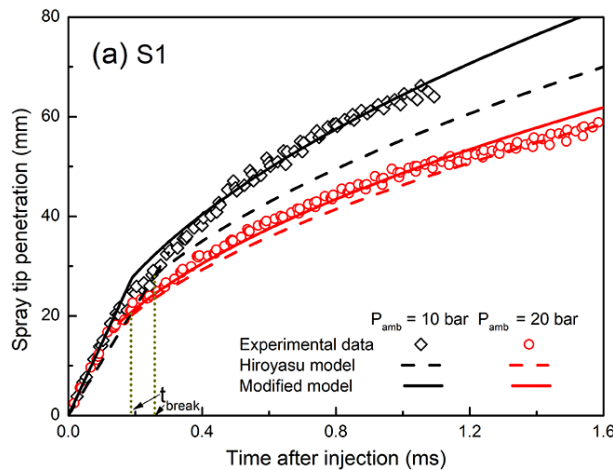 80
60
40
20
0
Spray tip penetration (mm)
(a) S1
P_amb = 10 bar P_amb = 20 bar
Experimental data
Hiroyasu model
Modified model
t_break
0.0 0.4 0.8 1.2 1.6
Time after injection (ms)